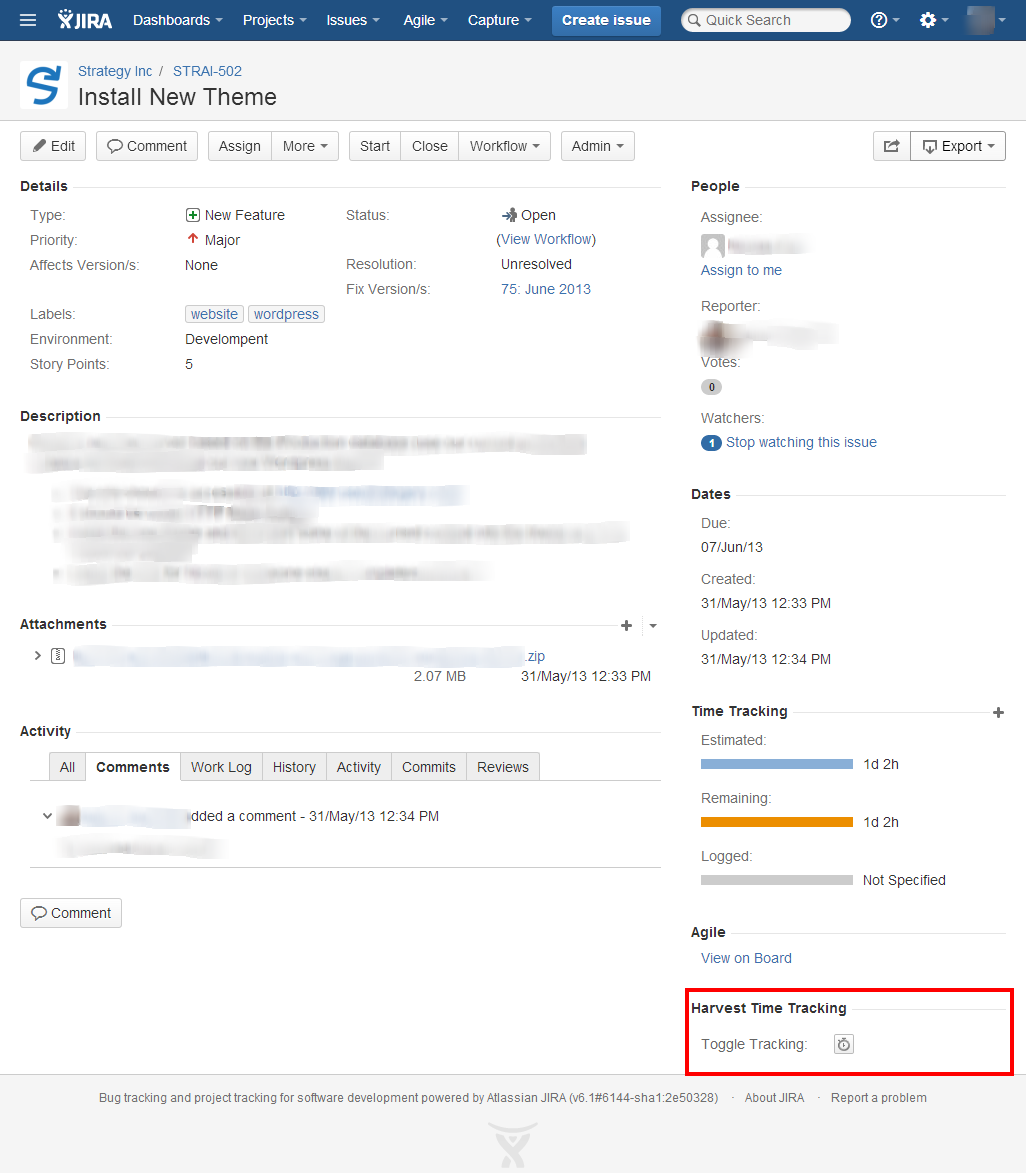 JIRA Dashboards Projects Issues Agile Capture Create issue Quick Search
Strategy Inc / STRAI-502
Install New Theme
Edit Comment Assign More Start Close Workflow Admin Export
Details
Type: New Feature
Priority: Major
Affects Version/s: None
Status: Open
(View Workflow)
Resolution: Unresolved
Fix Version/s: 75: June 2013
Labels: website wordpress
Environment: Develompent
Story Points: 5
Description
Attachments
.zip
2.07 MB 31/May/13 12:33 PM
Activity
All Comments Work Log History Activity Commits Reviews
dded a comment - 31/May/13 12:34 PM
Comment
People
Assignee:
Assign to me
Reporter:
Votes:
0
Watchers:
1 Stop watching this issue
Dates
Due:
07/Jun/13
Created:
31/May/13 12:33 PM
Updated:
31/May/13 12:34 PM
Time Tracking
Estimated:
1d 2h
Remaining:
1d 2h
Logged:
Not Specified
Agile
View on Board
Harvest Time Tracking
Toggle Tracking:
Bug tracking and project tracking for software development powered by Atlassian JIRA (v6.1#6144-sha1:2e50328) · About JIRA · Report a problem